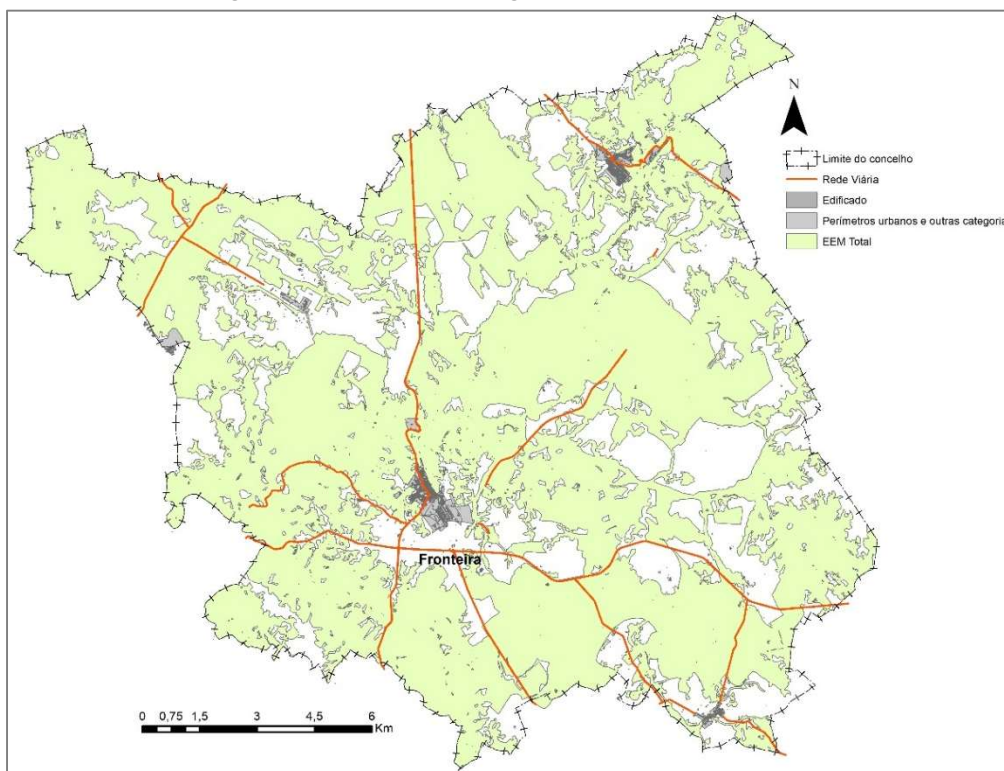 N
Limite do concelho
Rede Viária
Edificado
Perímetros urbanos e outras categoria
EEM Total
Fronteira
0 0,75 1,5 3 4,5 6
Km